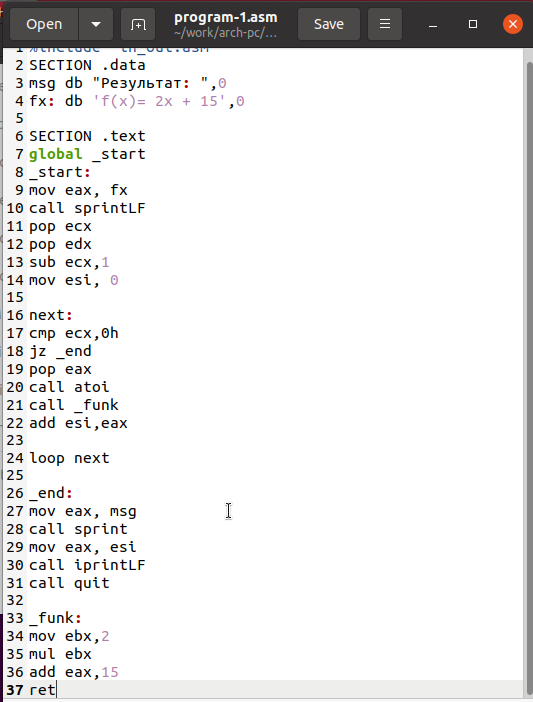 Open
program-1.asm
~/work/arch-pc/...
Save
1 %include "in_out.asm"
2 SECTION .data
3 msg db "Результат: ",0
4 fx: db 'f(x)= 2x + 15',0
5
6 SECTION .text
7 global _start
8 _start:
9 mov eax, fx
10 call sprintLF
11 pop ecx
12 pop edx
13 sub ecx,1
14 mov esi, 0
15
16 next:
17 cmp ecx,0h
18 jz _end
19 pop eax
20 call atoi
21 call _funk
22 add esi,eax
23
24 loop next
25
26 _end:
27 mov eax, msg
28 call sprint
29 mov eax, esi
30 call iprintLF
31 call quit
32
33 _funk:
34 mov ebx,2
35 mul ebx
36 add eax,15
37 ret